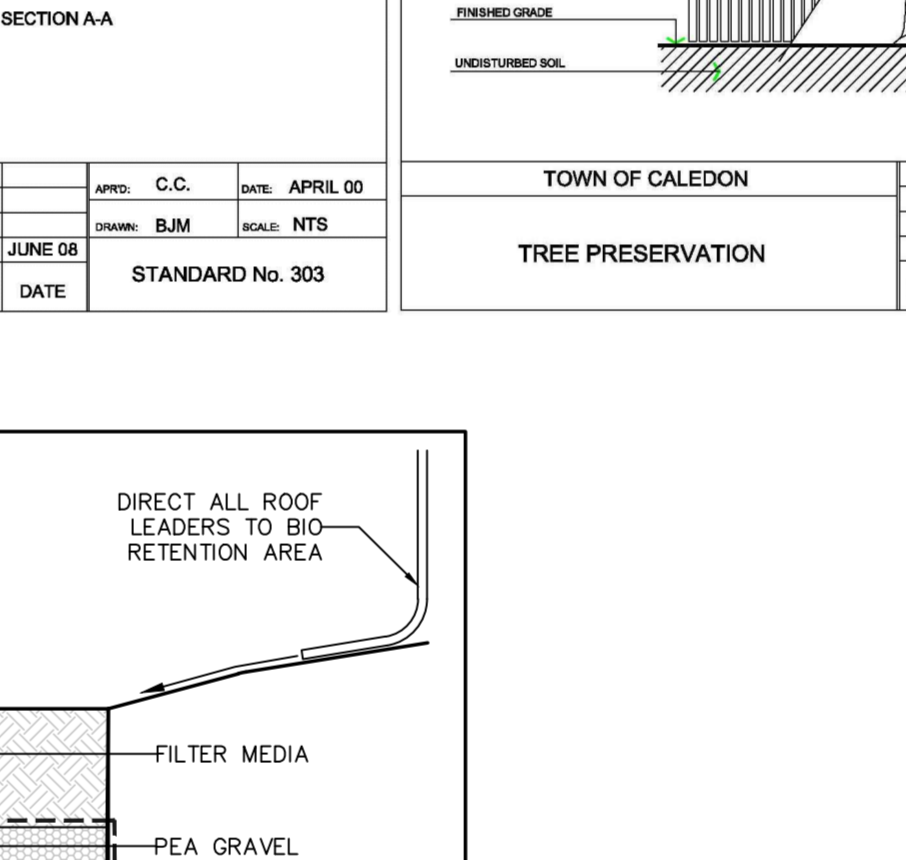 SECTION A-A
APR'D: C.C.
DATE: APRIL 00
DRAWN: BJM
SCALE: NTS
JUNE 08
DATE
STANDARD No. 303
FINISHED GRADE
UNDISTURBED SOIL
TOWN OF CALEDON
TREE PRESERVATION
DIRECT ALL ROOF
LEADERS TO BIO
RETENTION AREA
FILTER MEDIA
PEA GRAVEL